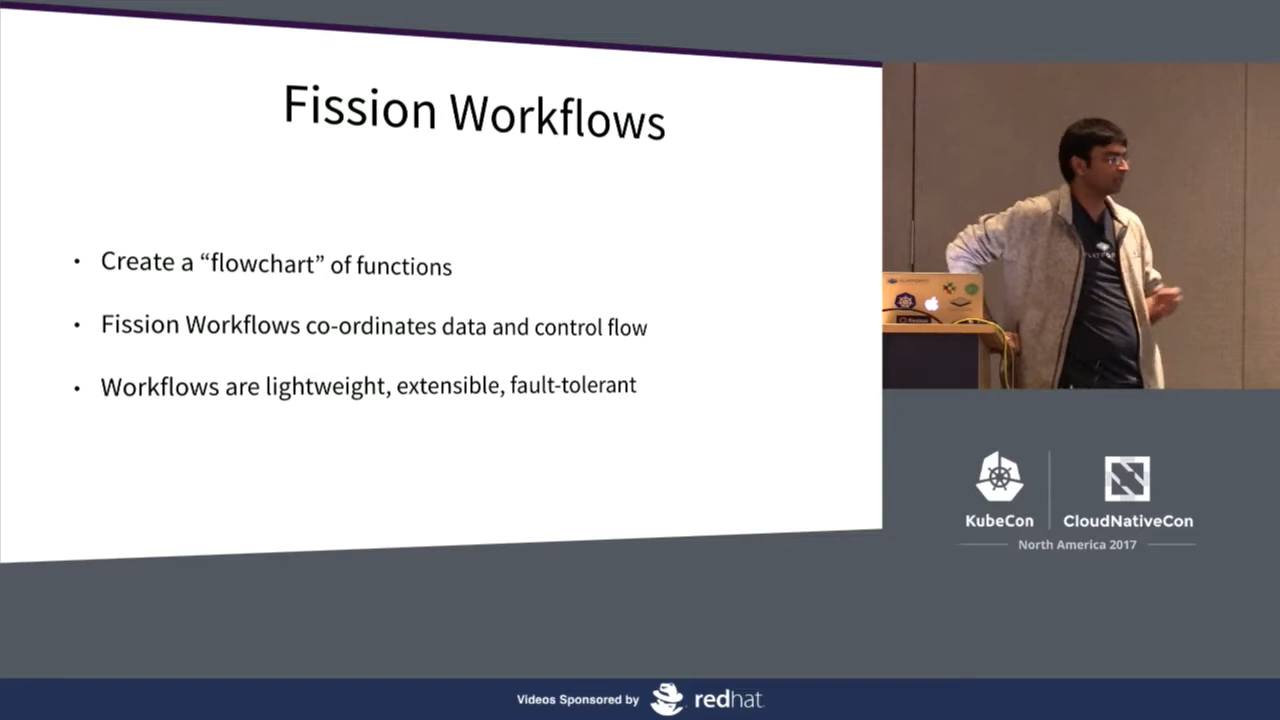 Fission Workflows
• Create a “flowchart” of functions
• Fission Workflows co-ordinates data and control flow
• Workflows are lightweight, extensible, fault-tolerant
KubeCon
CloudNativeCon
North America 2017
Videos Sponsored by
redhat